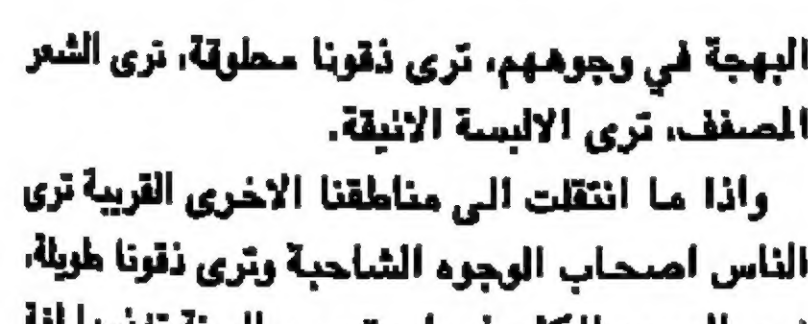 البهجة في وجوههم، ترى ذقونا محلوقة، ترى الشعر
المصفف، ترى الالبسة الانيقة.
واذا ما انتقلت الى مناطقنا الاخرى القريبة ترى
الناس اصحاب الوجوه الشاحبة وترى ذقونا طويلة،